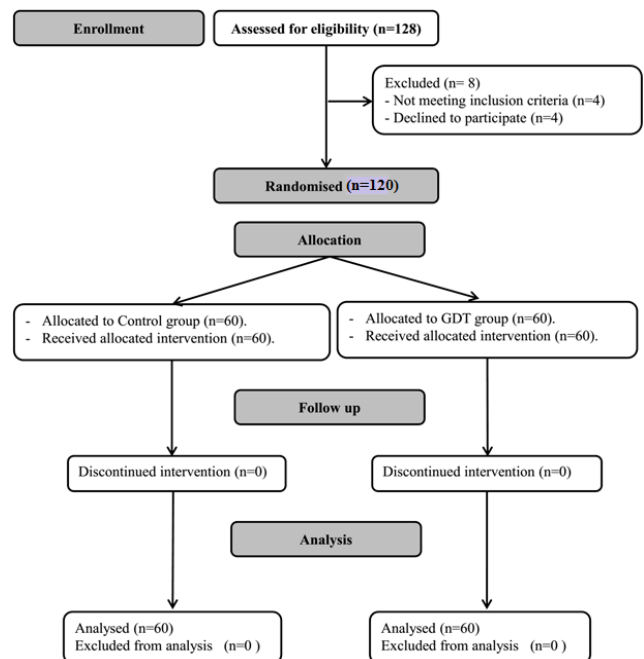 Enrollment
Assessed for eligibility (n=128)
Excluded (n= 8)
- Not meeting inclusion criteria (n=4)
- Declined to participate (n=4)
Randomised (n=120)
Allocation
- Allocated to Control group (n=60).
- Received allocated intervention (n=60).
- Allocated to GDT group (n=60).
- Received allocated intervention (n=60).
Follow up
Discontinued intervention (n=0)
Discontinued intervention (n=0)
Analysis
Analysed (n=60)
Excluded from analysis (n=0 )
Analysed (n=60)
Excluded from analysis (n=0 )